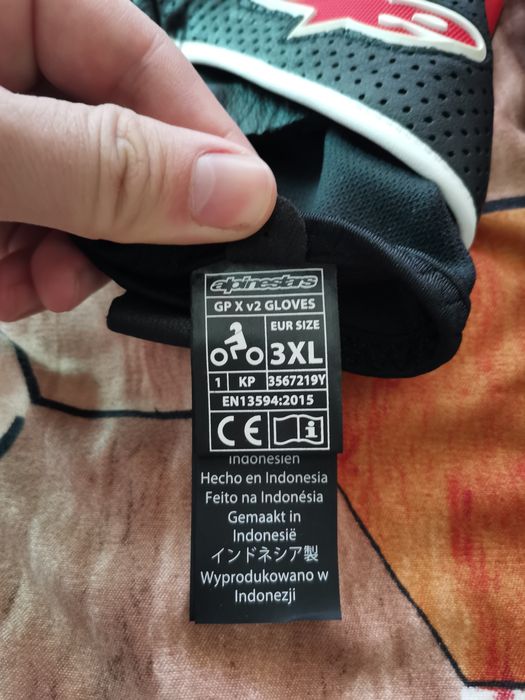 alpinestars
GP X v2 GLOVES
EUR SIZE
3XL
1 KP 3567219Y
EN13594:2015
CE i
Indonesien
Hecho en Indonesia
Feito na Indonésia
Gemaakt in
Indonesië
インドネシア製
Wyprodukowano w
Indonezji